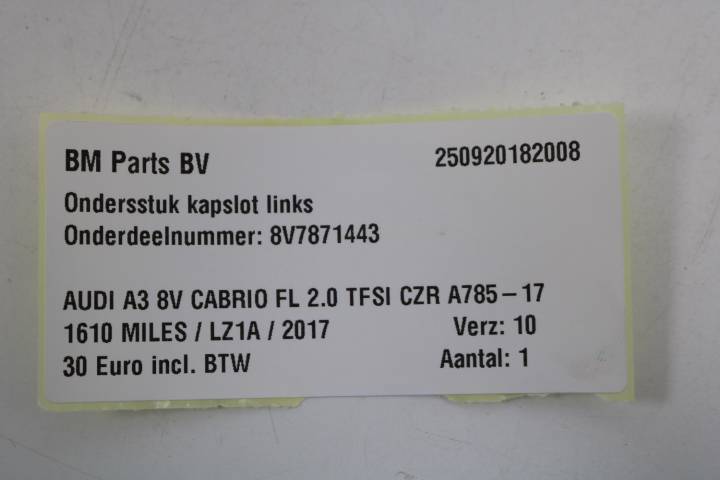 BM Parts BV 250920182008
Ondersstuk kapslot links
Onderdeelnummer: 8V7871443
AUDI A3 8V CABRIO FL 2.0 TFSI CZR A785-17
1610 MILES / LZ1A / 2017 Verz: 10
30 Euro incl. BTW Aantal: 1